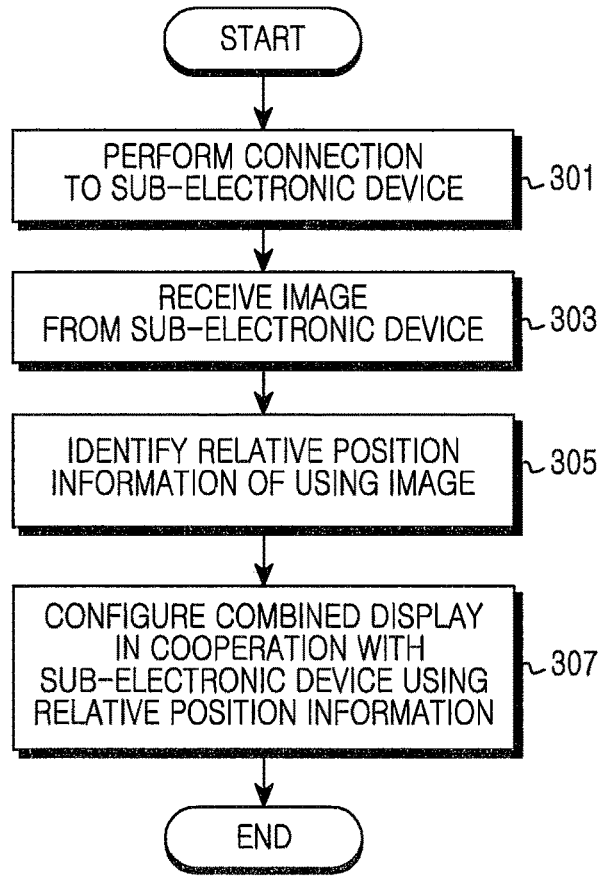 START
PERFORM CONNECTION
TO SUB-ELECTRONIC DEVICE
301
RECEIVE IMAGE
FROM SUB-ELECTRONIC DEVICE
303
IDENTIFY RELATIVE POSITION
INFORMATION OF USING IMAGE
305
CONFIGURE COMBINED DISPLAY
IN COOPERATION WITH
SUB-ELECTRONIC DEVICE USING
RELATIVE POSITION INFORMATION
307
END